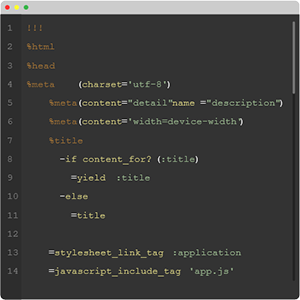 1 !!!
2 %html
3 %head
4 %meta (charset='utf-8')
5 %meta(content="detail"name ="description")
6 %meta(content='width=device-width')
7 %title
8 -if content_for? (:title)
9 =yield :title
10 -else
11 =title
12
13 =stylesheet_link_tag :application
14 =javascript_include_tag 'app.js'